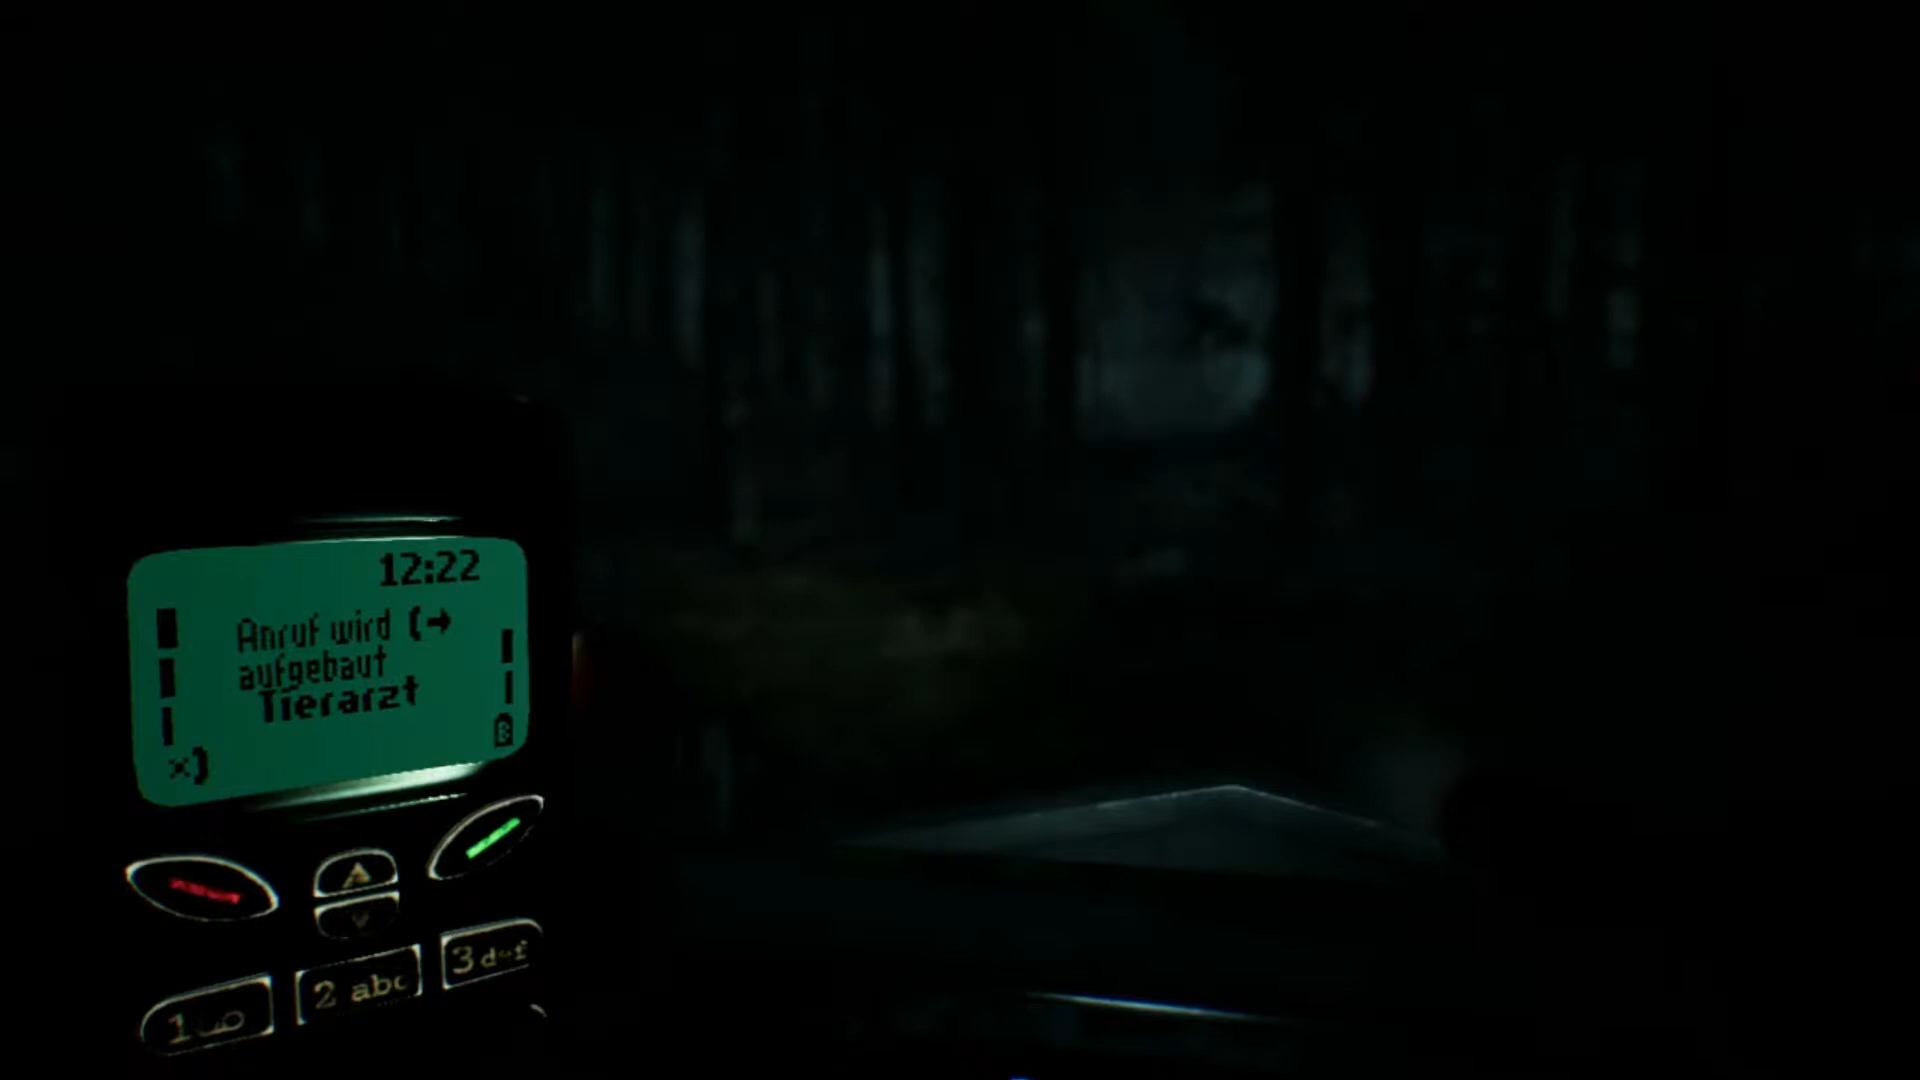 12:22
Anruf wird
aufgebaut
Tierarzt
1
2 abc
3 def